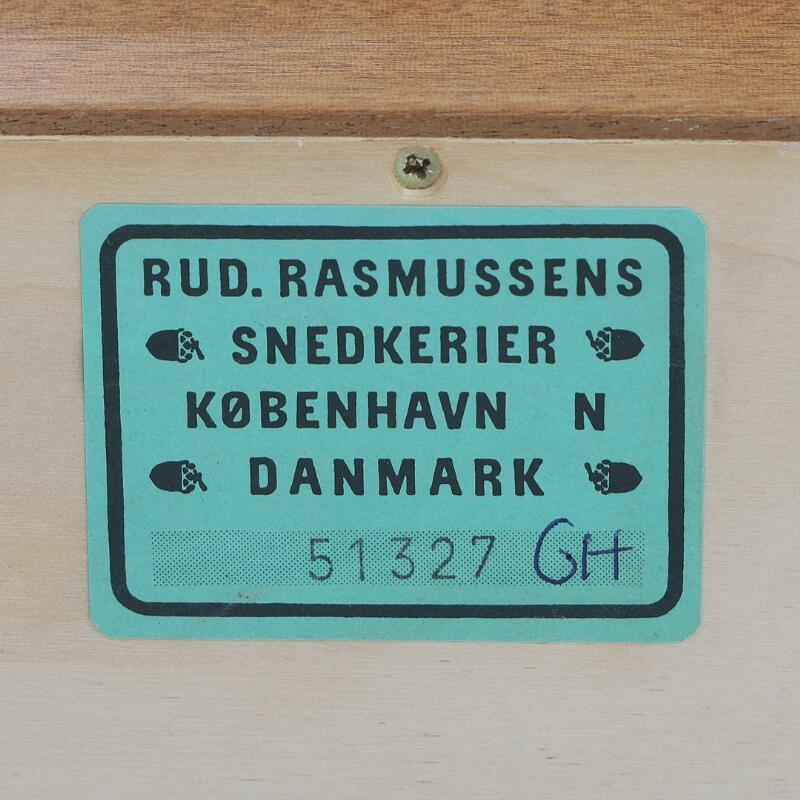 RUD. RASMUSSENS
SNEDKERIER
KØBENHAVN N
DANMARK
51327 GH